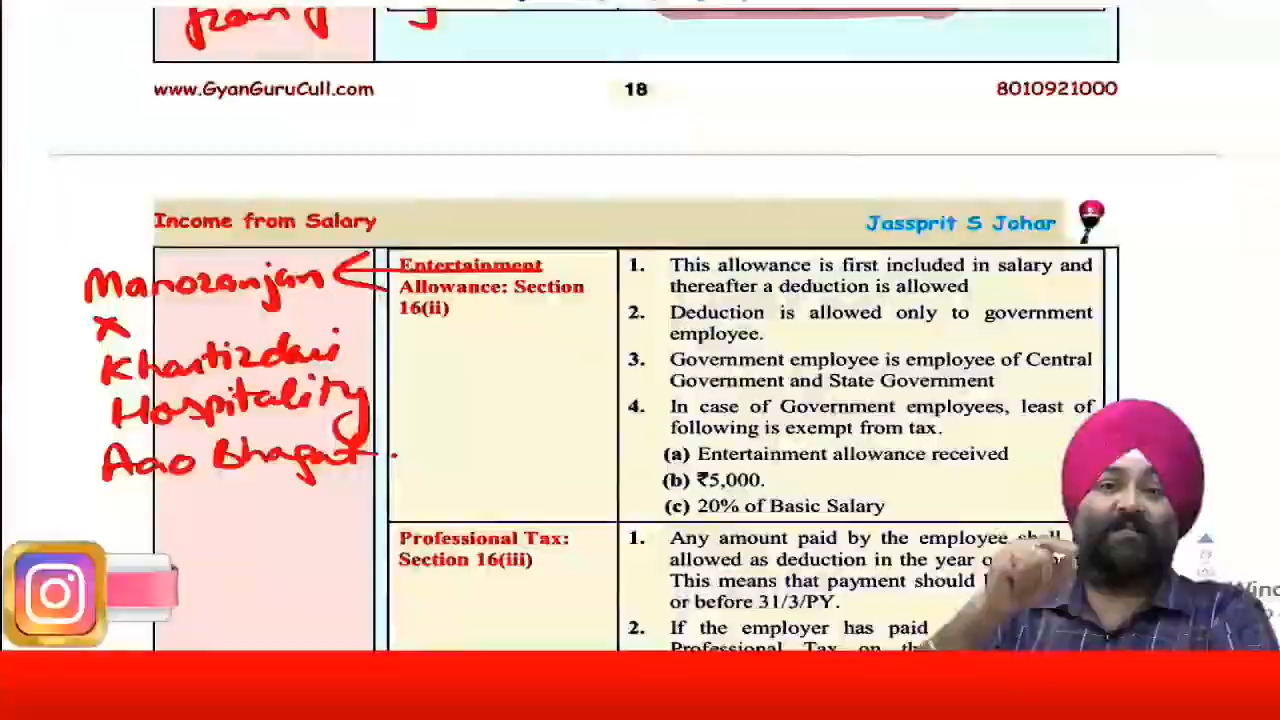 www.GyanGuruCull.com 18 8010921000
Income from Salary Jassprit S Johar
Manoranjan
X
Khantirdari
Hospitality
Aao Bhagat
Entertainment
Allowance: Section
16(ii)
1. This allowance is first included in salary and
thereafter a deduction is allowed
2. Deduction is allowed only to government
employee.
3. Government employee is employee of Central
Government and State Government
4. In case of Government employees, least of
following is exempt from tax.
(a) Entertainment allowance received
(b) ₹5,000.
(c) 20% of Basic Salary
Professional Tax:
Section 16(iii)
1. Any amount paid by the employee shall
allowed as deduction in the year
This means that payment should
or before 31/3/PY.
2. If the employer has paid
Professional Tax on